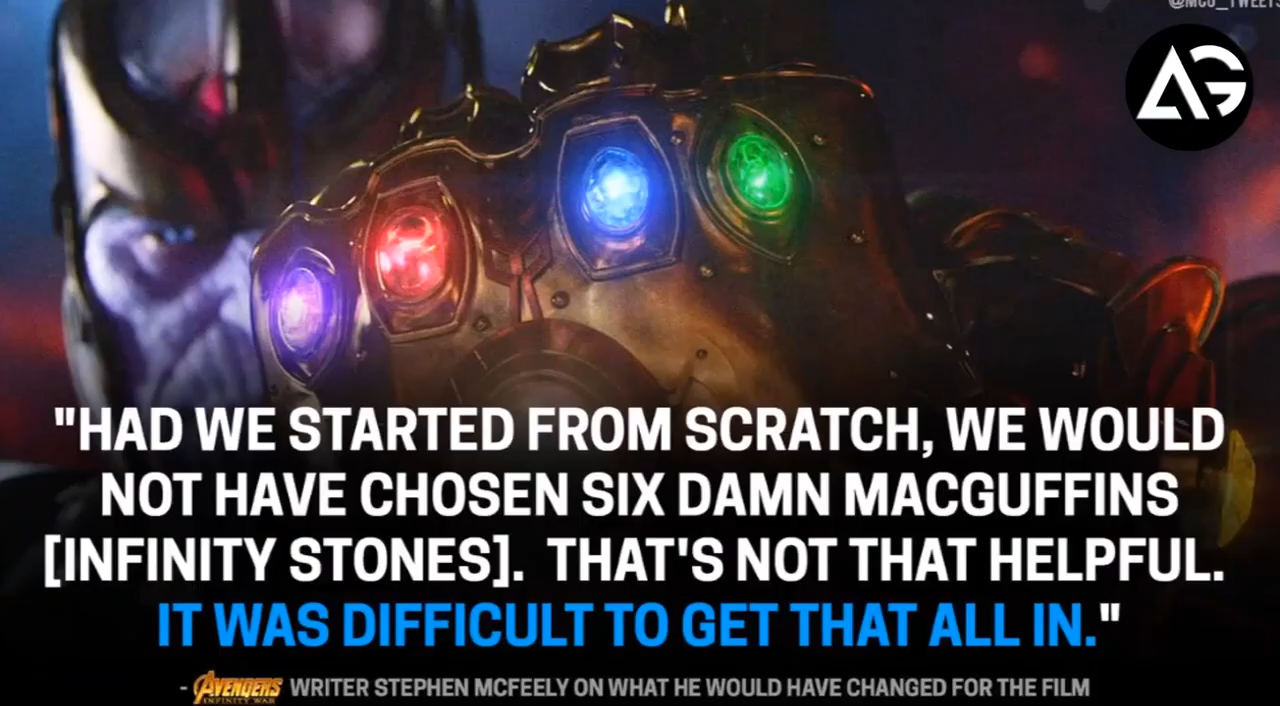 @MCU_TWEETS
AG
"HAD WE STARTED FROM SCRATCH, WE WOULD
NOT HAVE CHOSEN SIX DAMN MACGUFFINS
[INFINITY STONES]. THAT'S NOT THAT HELPFUL.
IT WAS DIFFICULT TO GET THAT ALL IN."
- AVENGERS INFINITY WAR WRITER STEPHEN MCFEELY ON WHAT HE WOULD HAVE CHANGED FOR THE FILM